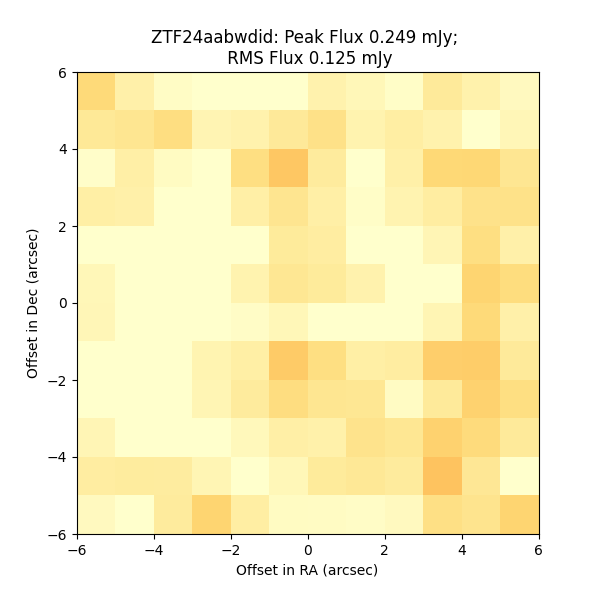 ZTF24aabwdid: Peak Flux 0.249 mJy;
RMS Flux 0.125 mJy
6
4
2
0
−2
−4
−6
Offset in Dec (arcsec)
−6 −4 −2 0 2 4 6
Offset in RA (arcsec)